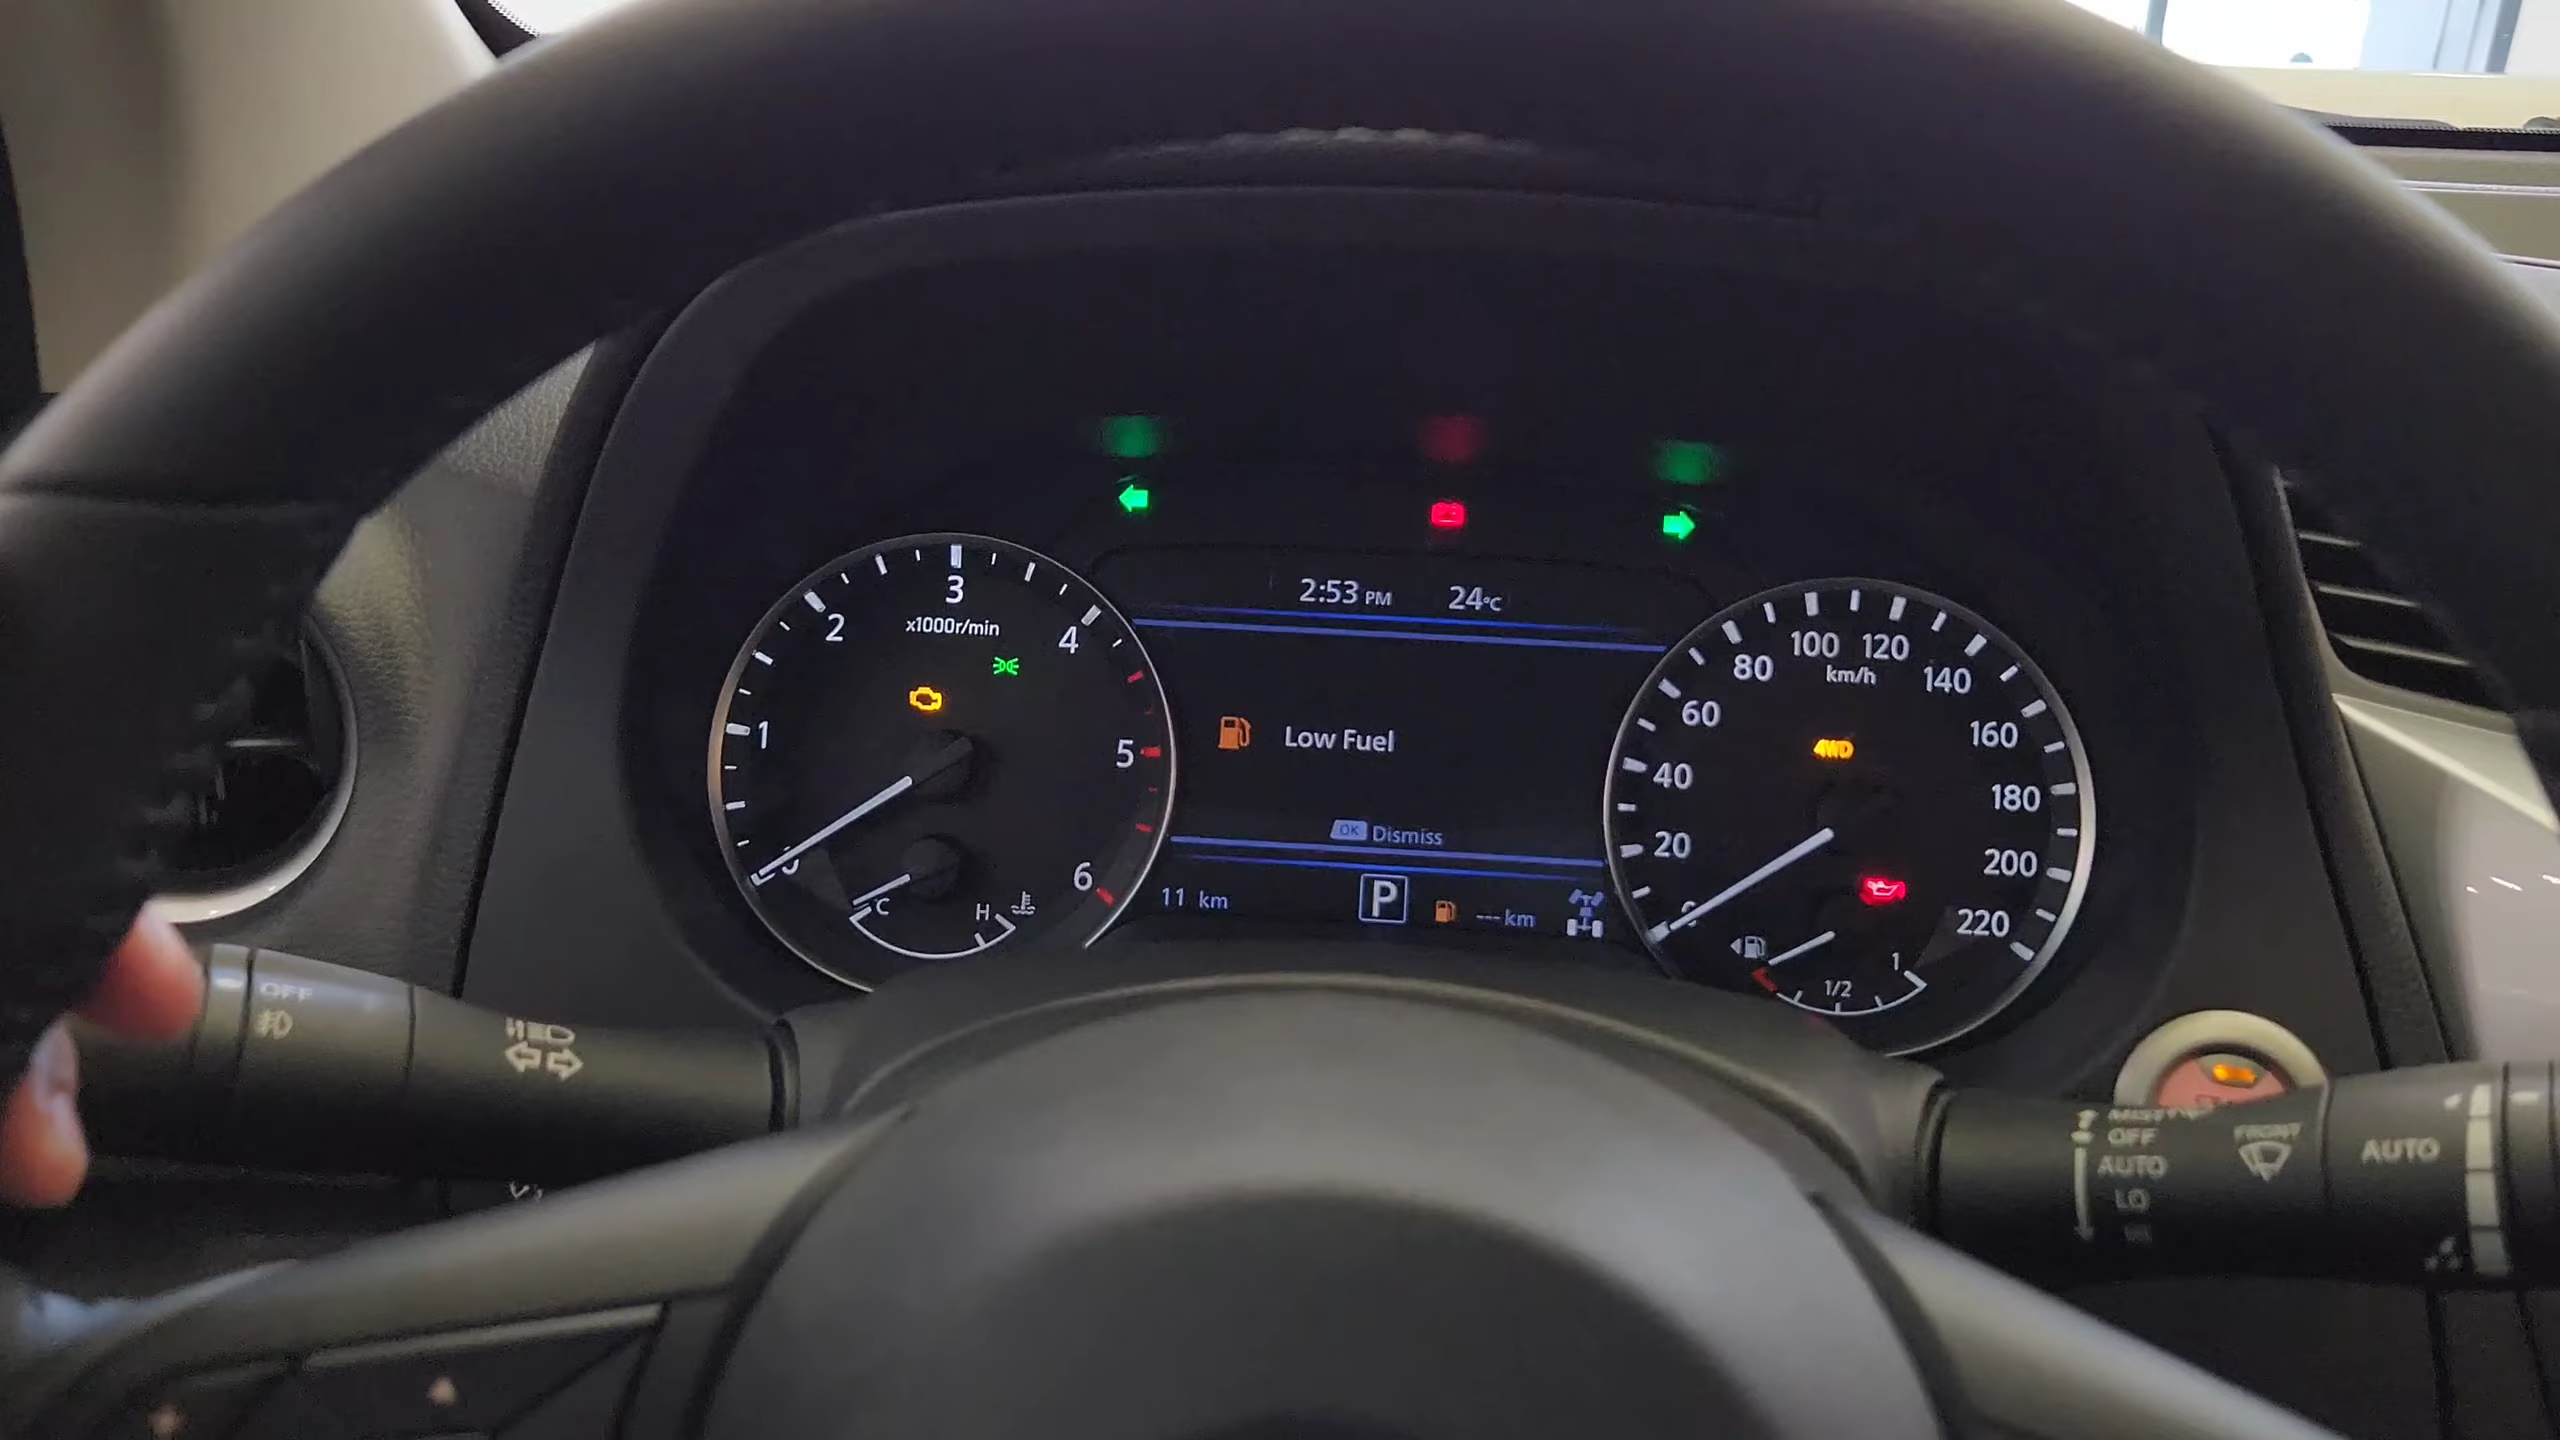 2:53 PM 24°C
3
2
4
x1000r/min
1
5
6
C
H
Low Fuel
OK Dismiss
11 km
P
--- km
100 120
80
140
km/h
60
160
4WD
40
180
20
200
0
220
1/2
1
OFF
OFF
AUTO
LO
FRONT
AUTO